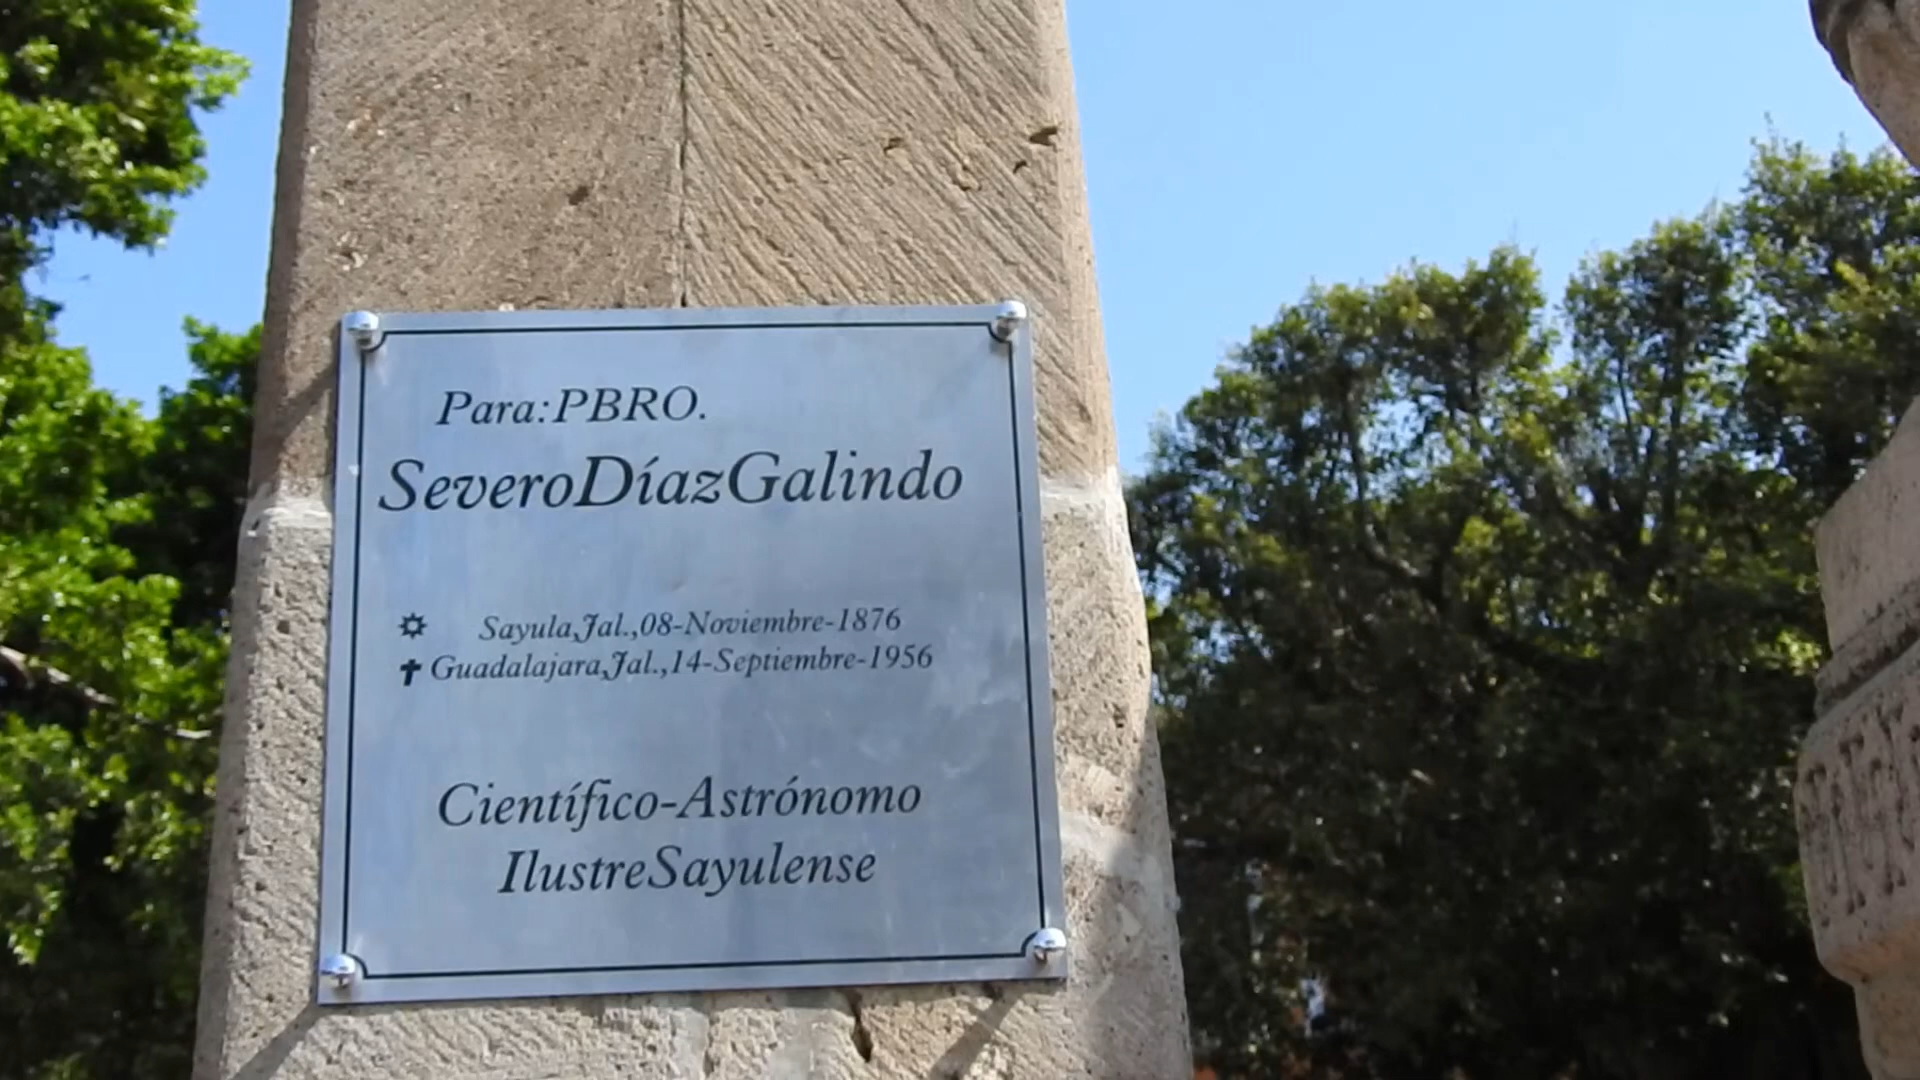 Para:PBRO.
SeveroDíazGalindo
Sayula,Jal.,08-Noviembre-1876
Guadalajara,Jal.,14-Septiembre-1956
Científico-Astrónomo
IlustreSayulense